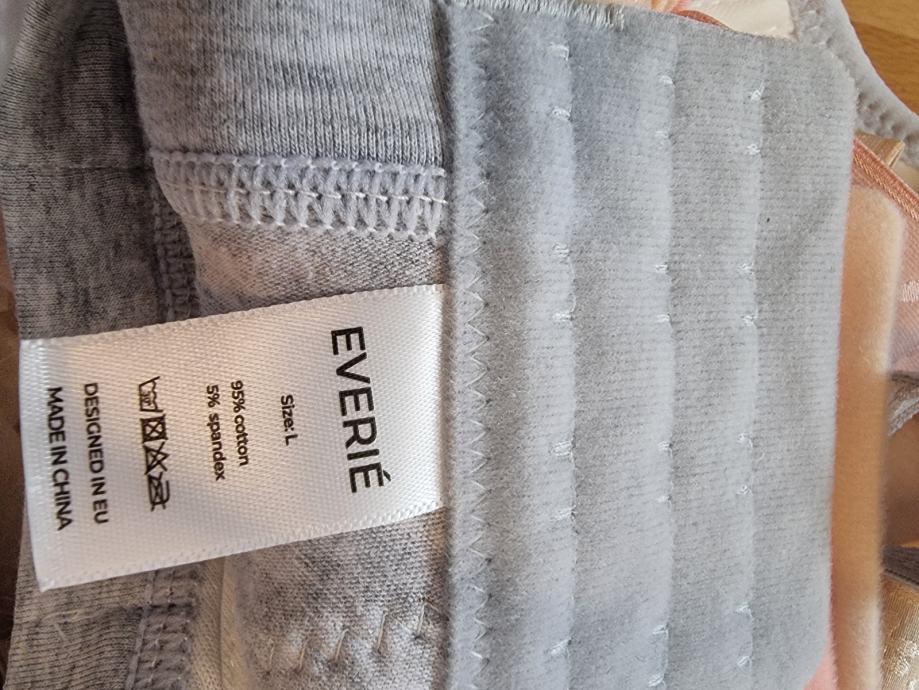 EVERIÉ
Size: L
95% cotton
5% spandex
DESIGNED IN EU
MADE IN CHINA